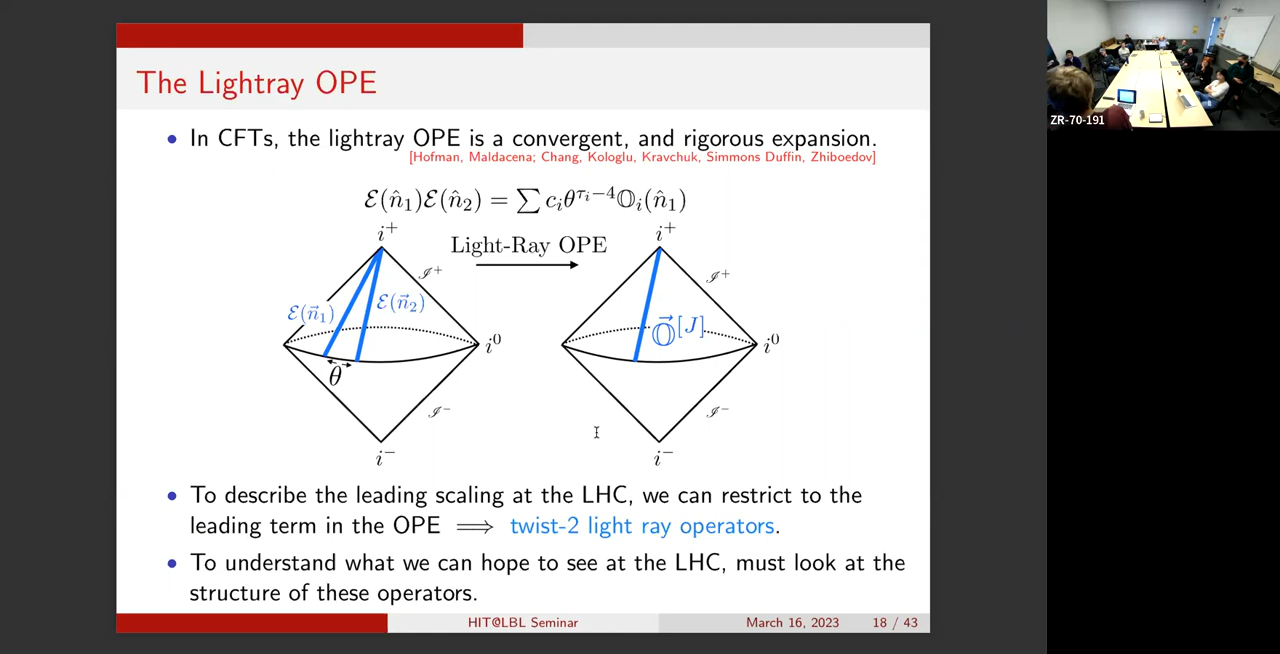 The Lightray OPE
• In CFTs, the lightray OPE is a convergent, and rigorous expansion.
[Hofman, Maldacena; Chang, Kologlu, Kravchuk, Simmons Duffin, Zhiboedov]
ℰ(n̂₁)ℰ(n̂₂) = ∑ cᵢθ^{τᵢ−4}𝕆ᵢ(n̂₁)
i⁺
Light-Ray OPE
i⁺
ℐ⁺
ℐ⁺
ℰ(n⃗₁)
ℰ(n⃗₂)
𝕆⃗^{[J]}
i⁰
i⁰
θ
ℐ⁻
ℐ⁻
i⁻
i⁻
• To describe the leading scaling at the LHC, we can restrict to the
leading term in the OPE ⟹ twist-2 light ray operators.
• To understand what we can hope to see at the LHC, must look at the
structure of these operators.
HIT@LBL Seminar
March 16, 2023
18 / 43
ZR-70-191